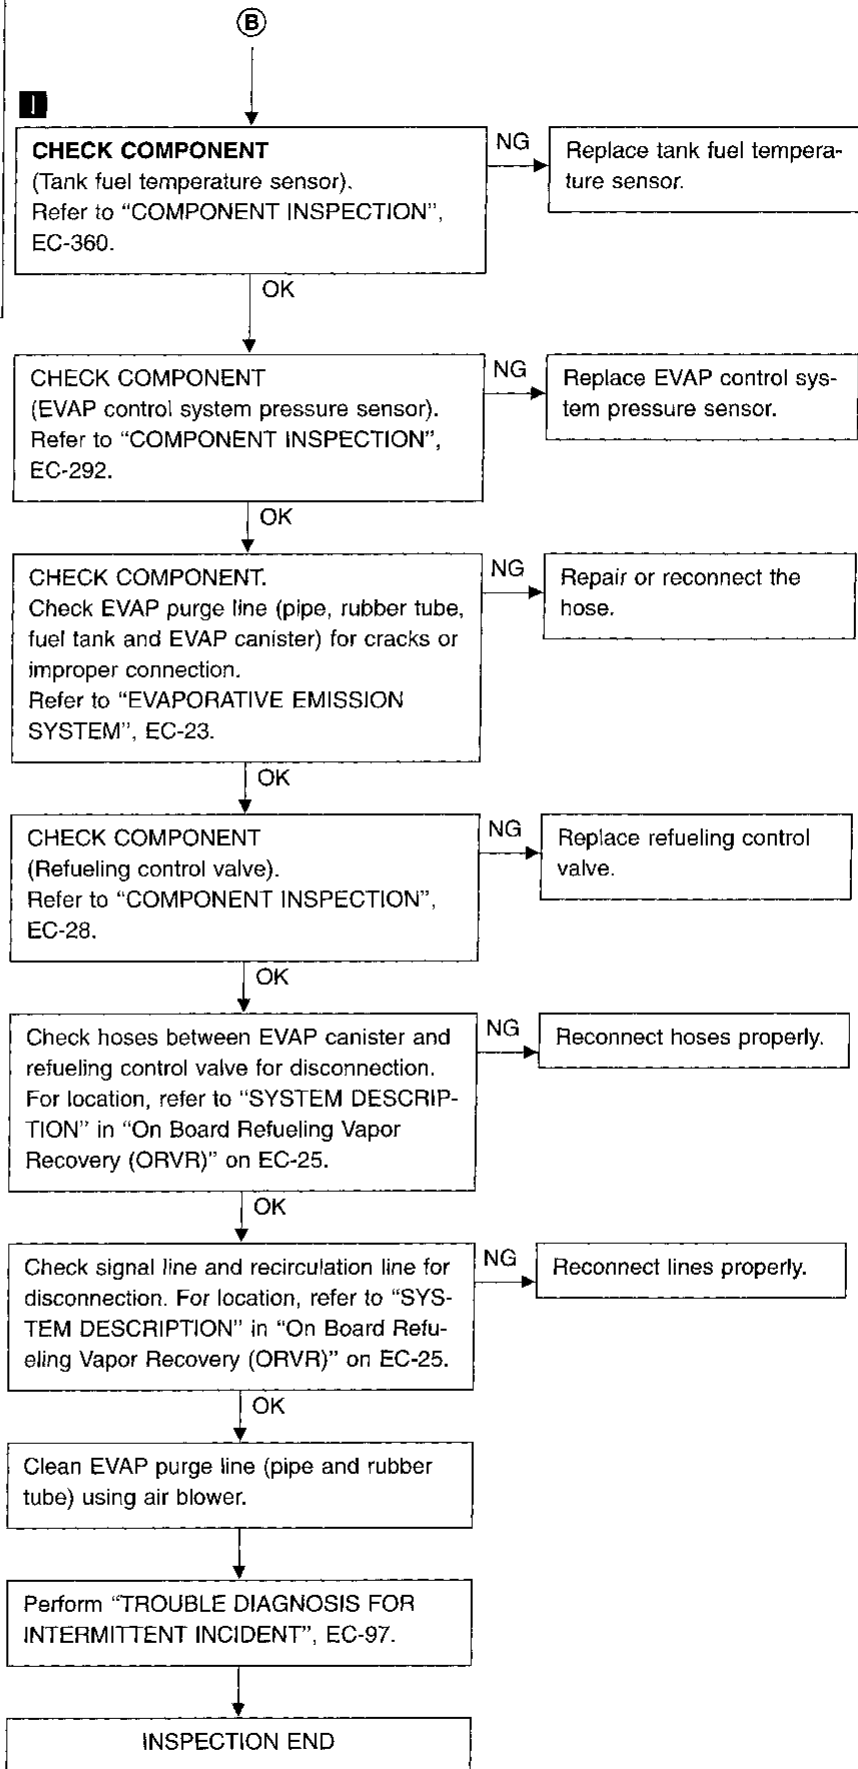 B
J
CHECK COMPONENT
(Tank fuel temperature sensor).
Refer to “COMPONENT INSPECTION”,
EC-360.
NG
Replace tank fuel tempera-
ture sensor.
OK
CHECK COMPONENT
(EVAP control system pressure sensor).
Refer to “COMPONENT INSPECTION”,
EC-292.
NG
Replace EVAP control sys-
tem pressure sensor.
OK
CHECK COMPONENT.
Check EVAP purge line (pipe, rubber tube,
fuel tank and EVAP canister) for cracks or
improper connection.
Refer to “EVAPORATIVE EMISSION
SYSTEM”, EC-23.
NG
Repair or reconnect the
hose.
OK
CHECK COMPONENT
(Refueling control valve).
Refer to “COMPONENT INSPECTION”,
EC-28.
NG
Replace refueling control
valve.
OK
Check hoses between EVAP canister and
refueling control valve for disconnection.
For location, refer to “SYSTEM DESCRIP-
TION” in “On Board Refueling Vapor
Recovery (ORVR)” on EC-25.
NG
Reconnect hoses properly.
OK
Check signal line and recirculation line for
disconnection. For location, refer to “SYS-
TEM DESCRIPTION” in “On Board Refu-
eling Vapor Recovery (ORVR)” on EC-25.
NG
Reconnect lines properly.
OK
Clean EVAP purge line (pipe and rubber
tube) using air blower.
Perform “TROUBLE DIAGNOSIS FOR
INTERMITTENT INCIDENT”, EC-97.
INSPECTION END